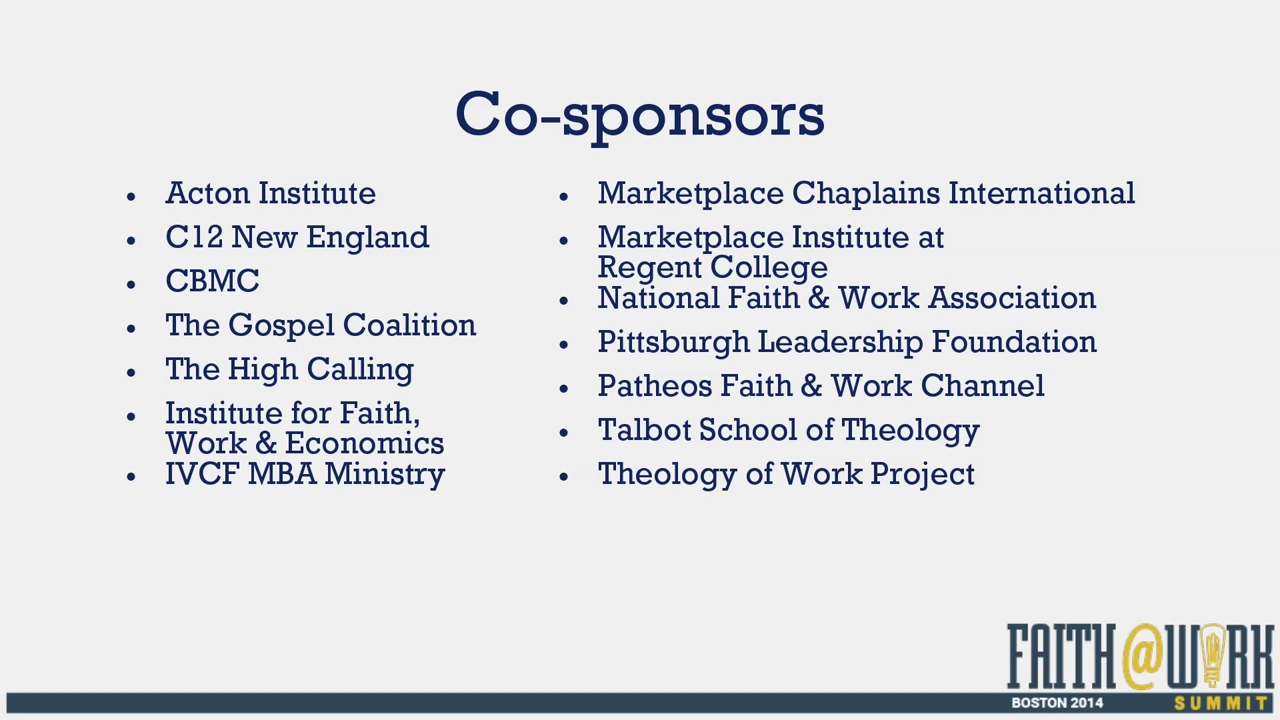 Co-sponsors
• Acton Institute
• C12 New England
• CBMC
• The Gospel Coalition
• The High Calling
• Institute for Faith,
Work & Economics
• IVCF MBA Ministry
• Marketplace Chaplains International
• Marketplace Institute at
Regent College
• National Faith & Work Association
• Pittsburgh Leadership Foundation
• Patheos Faith & Work Channel
• Talbot School of Theology
• Theology of Work Project
FAITH@WORK
BOSTON 2014 SUMMIT